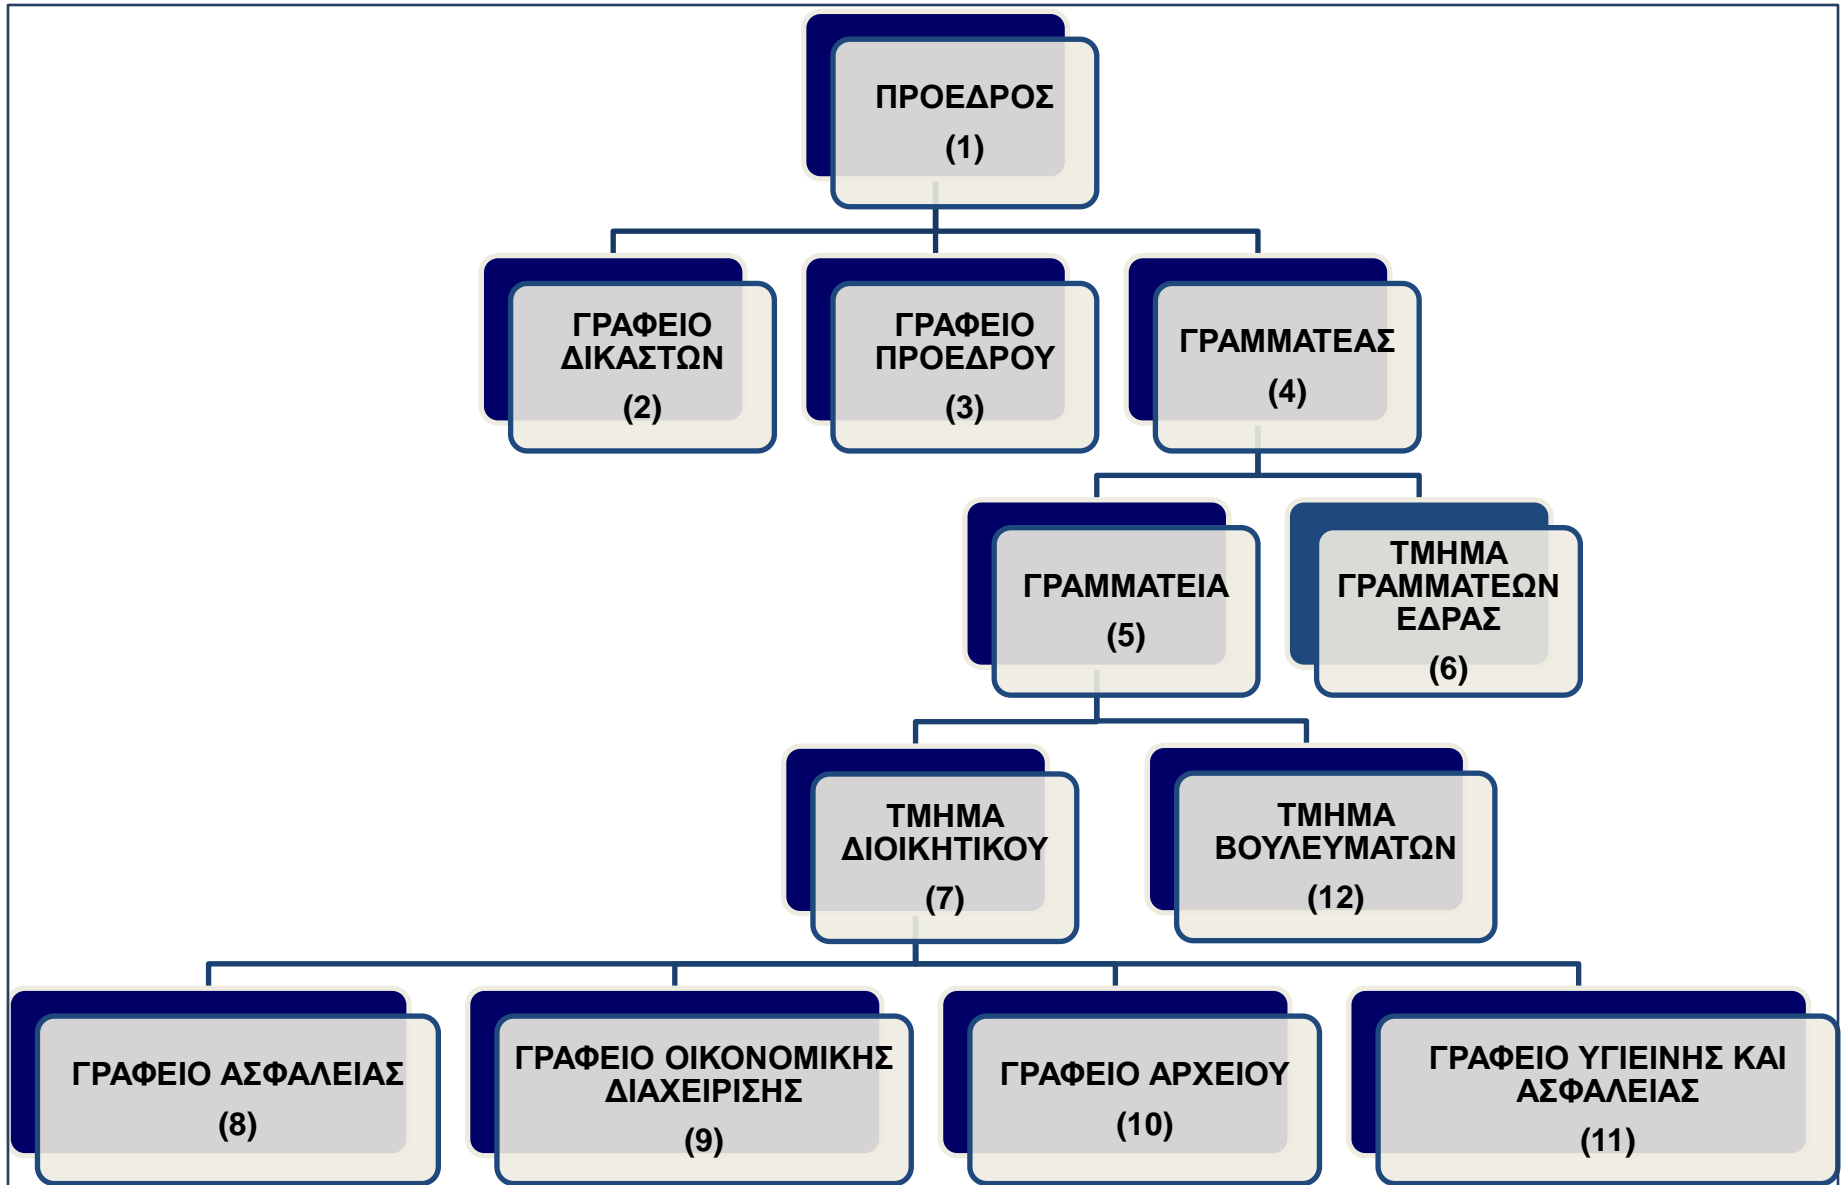 ΠΡΟΕΔΡΟΣ
(1)
ΓΡΑΦΕΙΟ
ΔΙΚΑΣΤΩΝ
(2)
ΓΡΑΦΕΙΟ
ΠΡΟΕΔΡΟΥ
(3)
ΓΡΑΜΜΑΤΕΑΣ
(4)
ΓΡΑΜΜΑΤΕΙΑ
(5)
ΤΜΗΜΑ
ΓΡΑΜΜΑΤΕΩΝ
ΕΔΡΑΣ
(6)
ΤΜΗΜΑ
ΔΙΟΙΚΗΤΙΚΟΥ
(7)
ΤΜΗΜΑ
ΒΟΥΛΕΥΜΑΤΩΝ
(12)
ΓΡΑΦΕΙΟ ΑΣΦΑΛΕΙΑΣ
(8)
ΓΡΑΦΕΙΟ ΟΙΚΟΝΟΜΙΚΗΣ
ΔΙΑΧΕΙΡΙΣΗΣ
(9)
ΓΡΑΦΕΙΟ ΑΡΧΕΙΟΥ
(10)
ΓΡΑΦΕΙΟ ΥΓΙΕΙΝΗΣ ΚΑΙ
ΑΣΦΑΛΕΙΑΣ
(11)